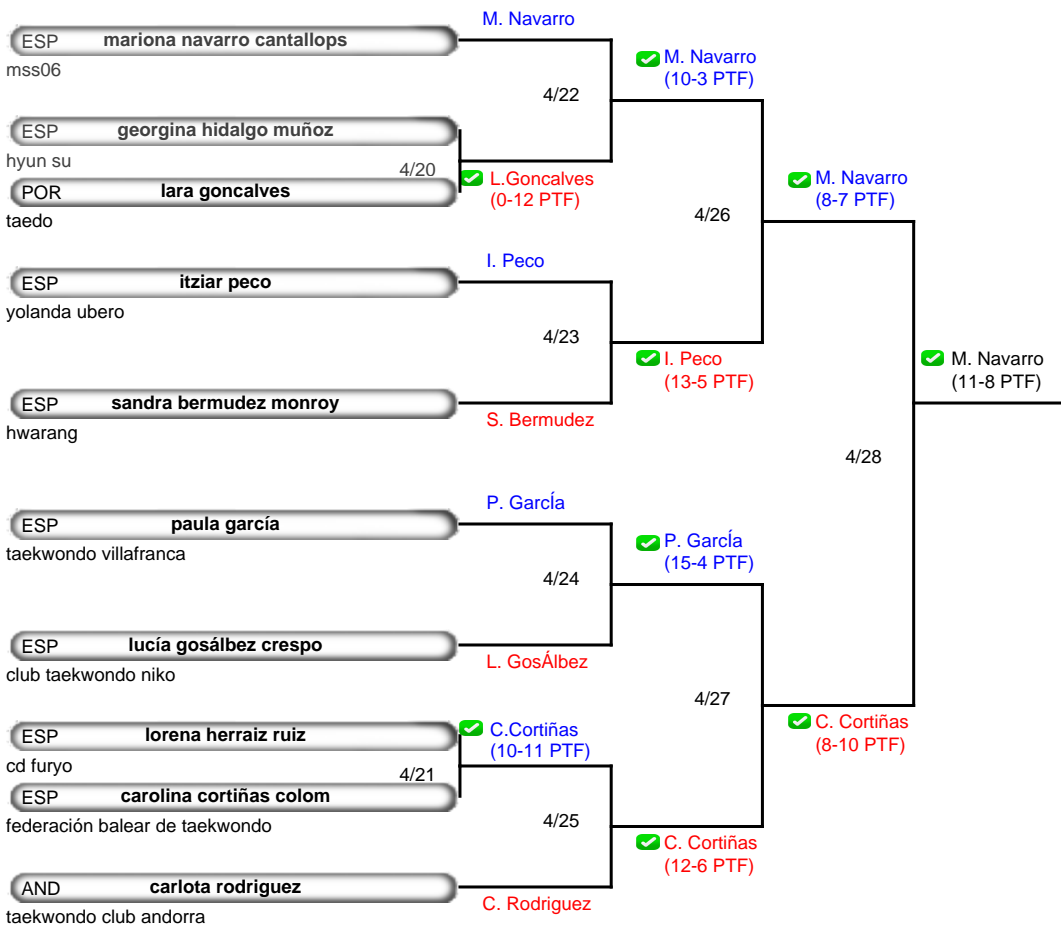 M. Navarro
ESP mariona navarro cantallops
mss06
M. Navarro
(10-3 PTF)
4/22
ESP georgina hidalgo muñoz
hyun su
4/20
L.Goncalves
(0-12 PTF)
POR lara goncalves
taedo
M. Navarro
(8-7 PTF)
4/26
I. Peco
ESP itziar peco
yolanda ubero
4/23
I. Peco
(13-5 PTF)
M. Navarro
(11-8 PTF)
ESP sandra bermudez monroy
hwarang
S. Bermudez
4/28
P. GarcÍa
ESP paula garcía
taekwondo villafranca
P. GarcÍa
(15-4 PTF)
4/24
ESP lucía gosálbez crespo
club taekwondo niko
L. GosÁlbez
4/27
C. Cortiñas
(8-10 PTF)
ESP lorena herraiz ruiz
cd furyo
C.Cortiñas
(10-11 PTF)
4/21
ESP carolina cortiñas colom
federación balear de taekwondo
4/25
C. Cortiñas
(12-6 PTF)
AND carlota rodriguez
taekwondo club andorra
C. Rodriguez